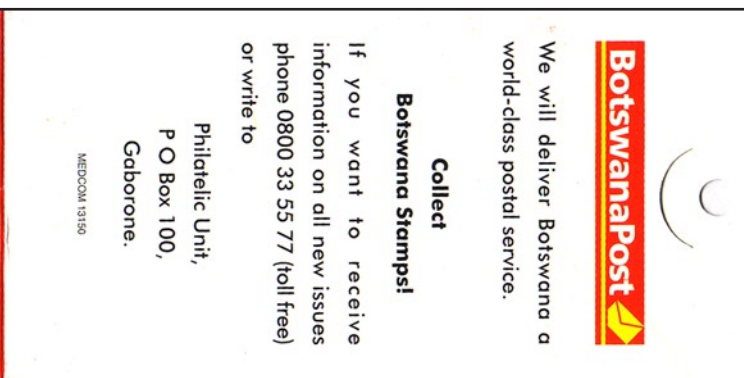 BotswanaPost
We will deliver Botswana a
world-class postal service.
Collect
Botswana Stamps!
If you want to receive
information on all new issues
phone 0800 33 55 77 (toll free)
or write to
Philatelic Unit,
P O Box 100,
Gaborone.
MEDCOM 13150